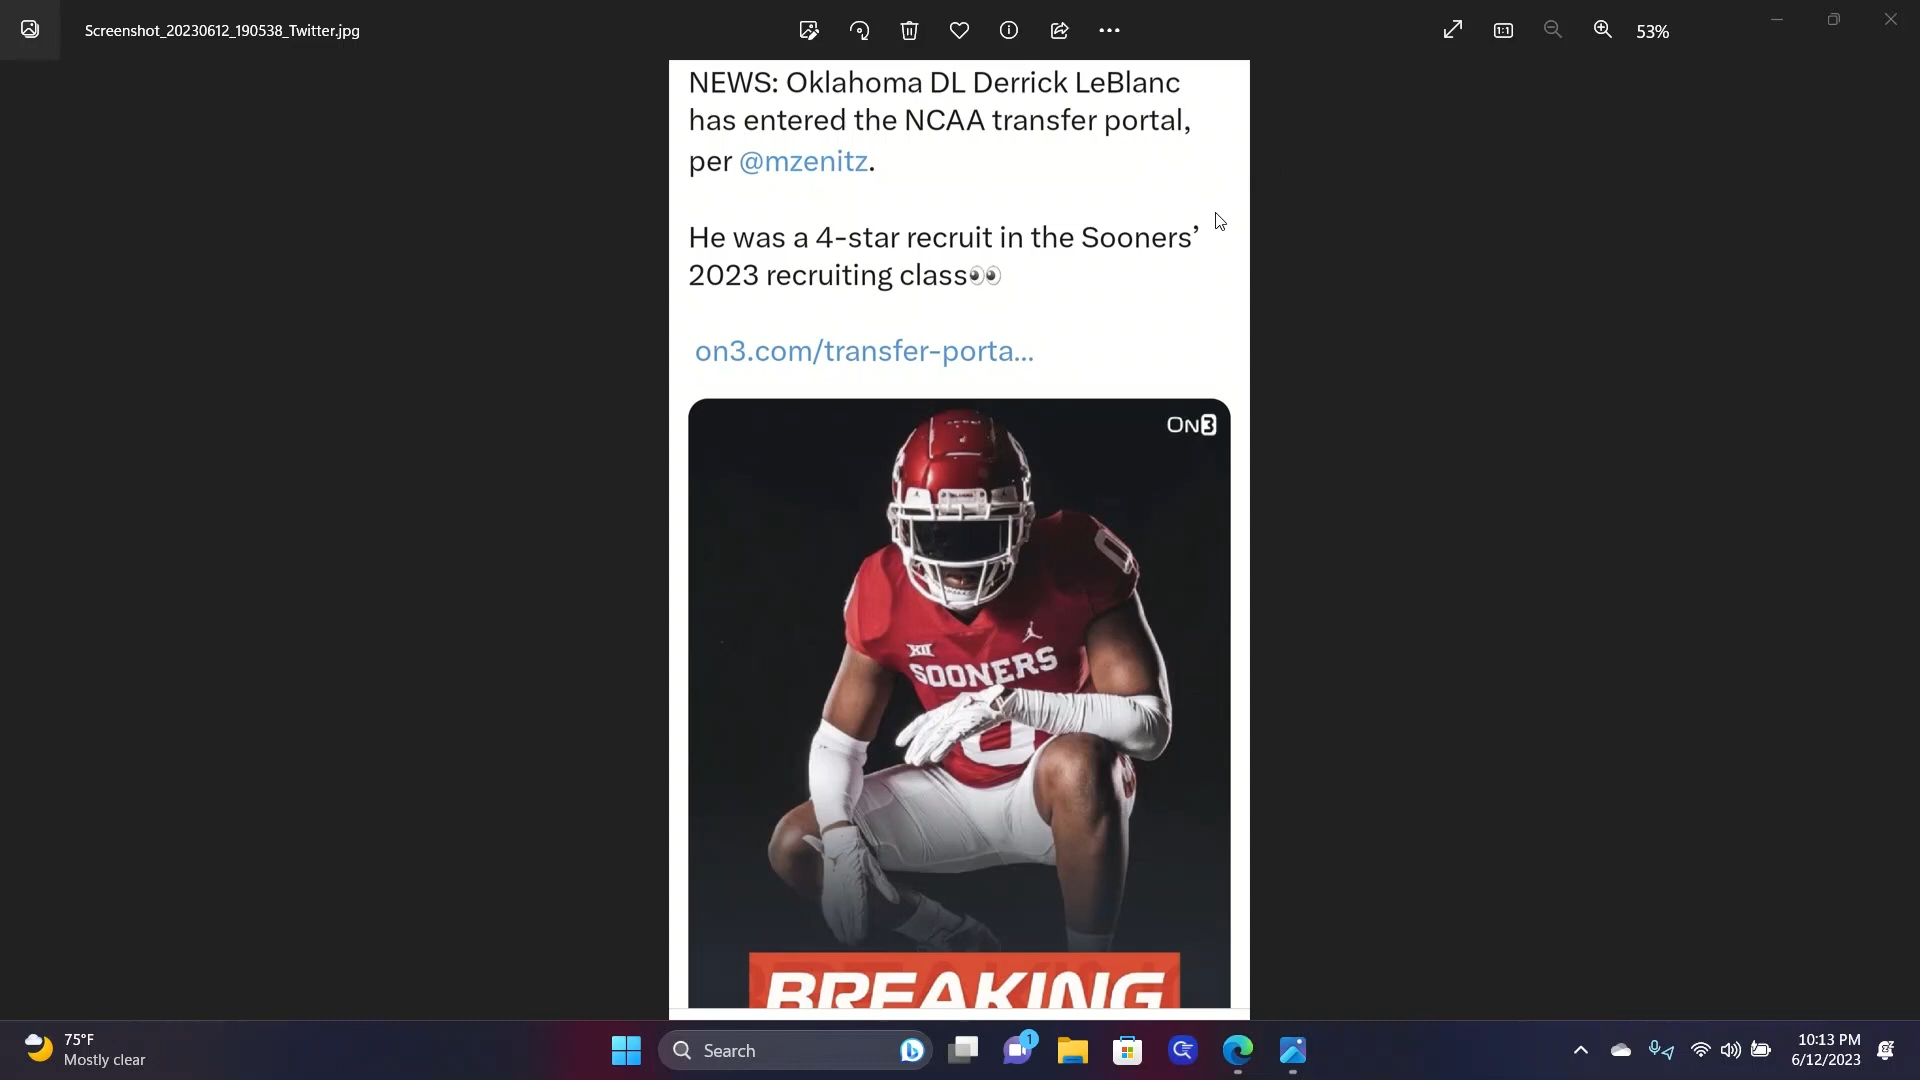 Screenshot_20230612_190538_Twitter.jpg
53%
NEWS: Oklahoma DL Derrick LeBlanc
has entered the NCAA transfer portal,
per @mzenitz.
He was a 4-star recruit in the Sooners’
2023 recruiting class👀
on3.com/transfer-porta...
ON3
XII
SOONERS
0
BREAKING
75°F
Mostly clear
Search
1
10:13 PM
6/12/2023